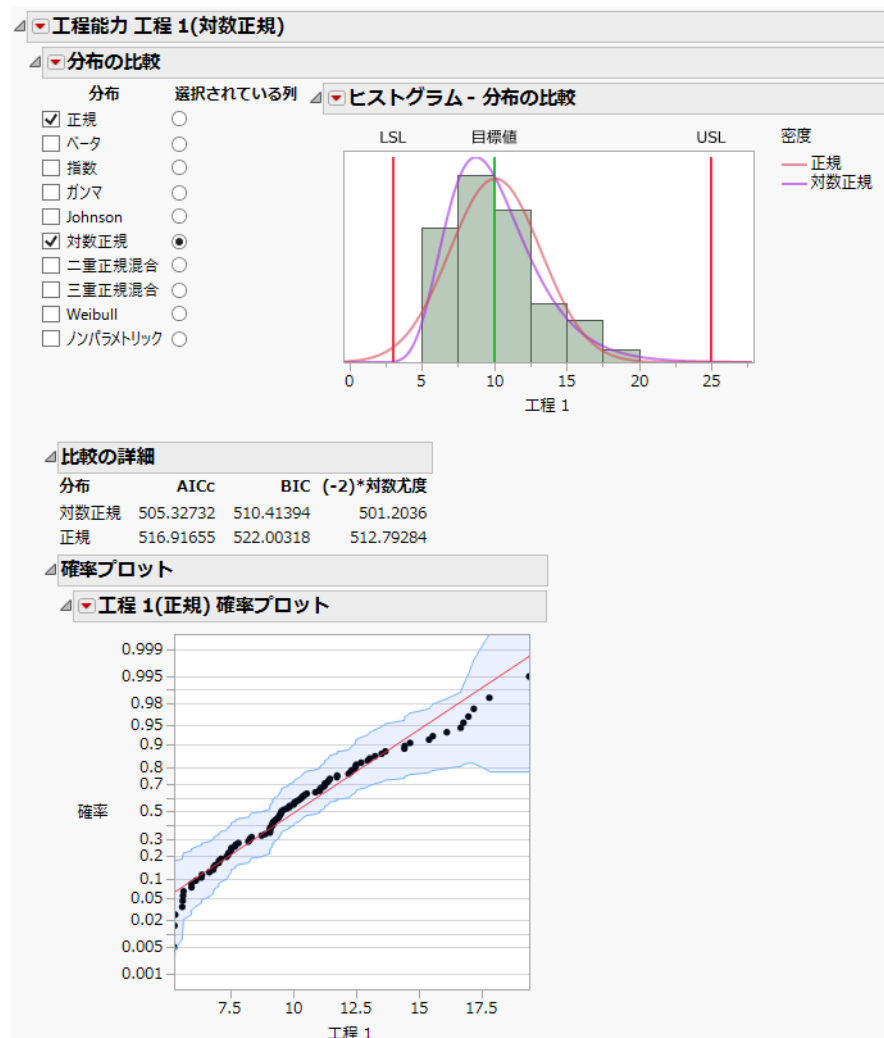 工程能力 工程 1(対数正規)
分布の比較
分布 選択されている列
正規
ベータ
指数
ガンマ
Johnson
対数正規
二重正規混合
三重正規混合
Weibull
ノンパラメトリック
ヒストグラム - 分布の比較
LSL 目標値 USL
密度
正規
対数正規
0 5 10 15 20 25
工程 1
比較の詳細
分布 AICc BIC (-2)*対数尤度
対数正規 505.32732 510.41394 501.2036
正規 516.91655 522.00318 512.79284
確率プロット
工程 1(正規) 確率プロット
0.999
0.995
0.98
0.95
0.9
0.8
0.7
0.5
0.3
0.2
0.1
0.05
0.02
0.005
0.001
確率
7.5 10 12.5 15 17.5
工程 1